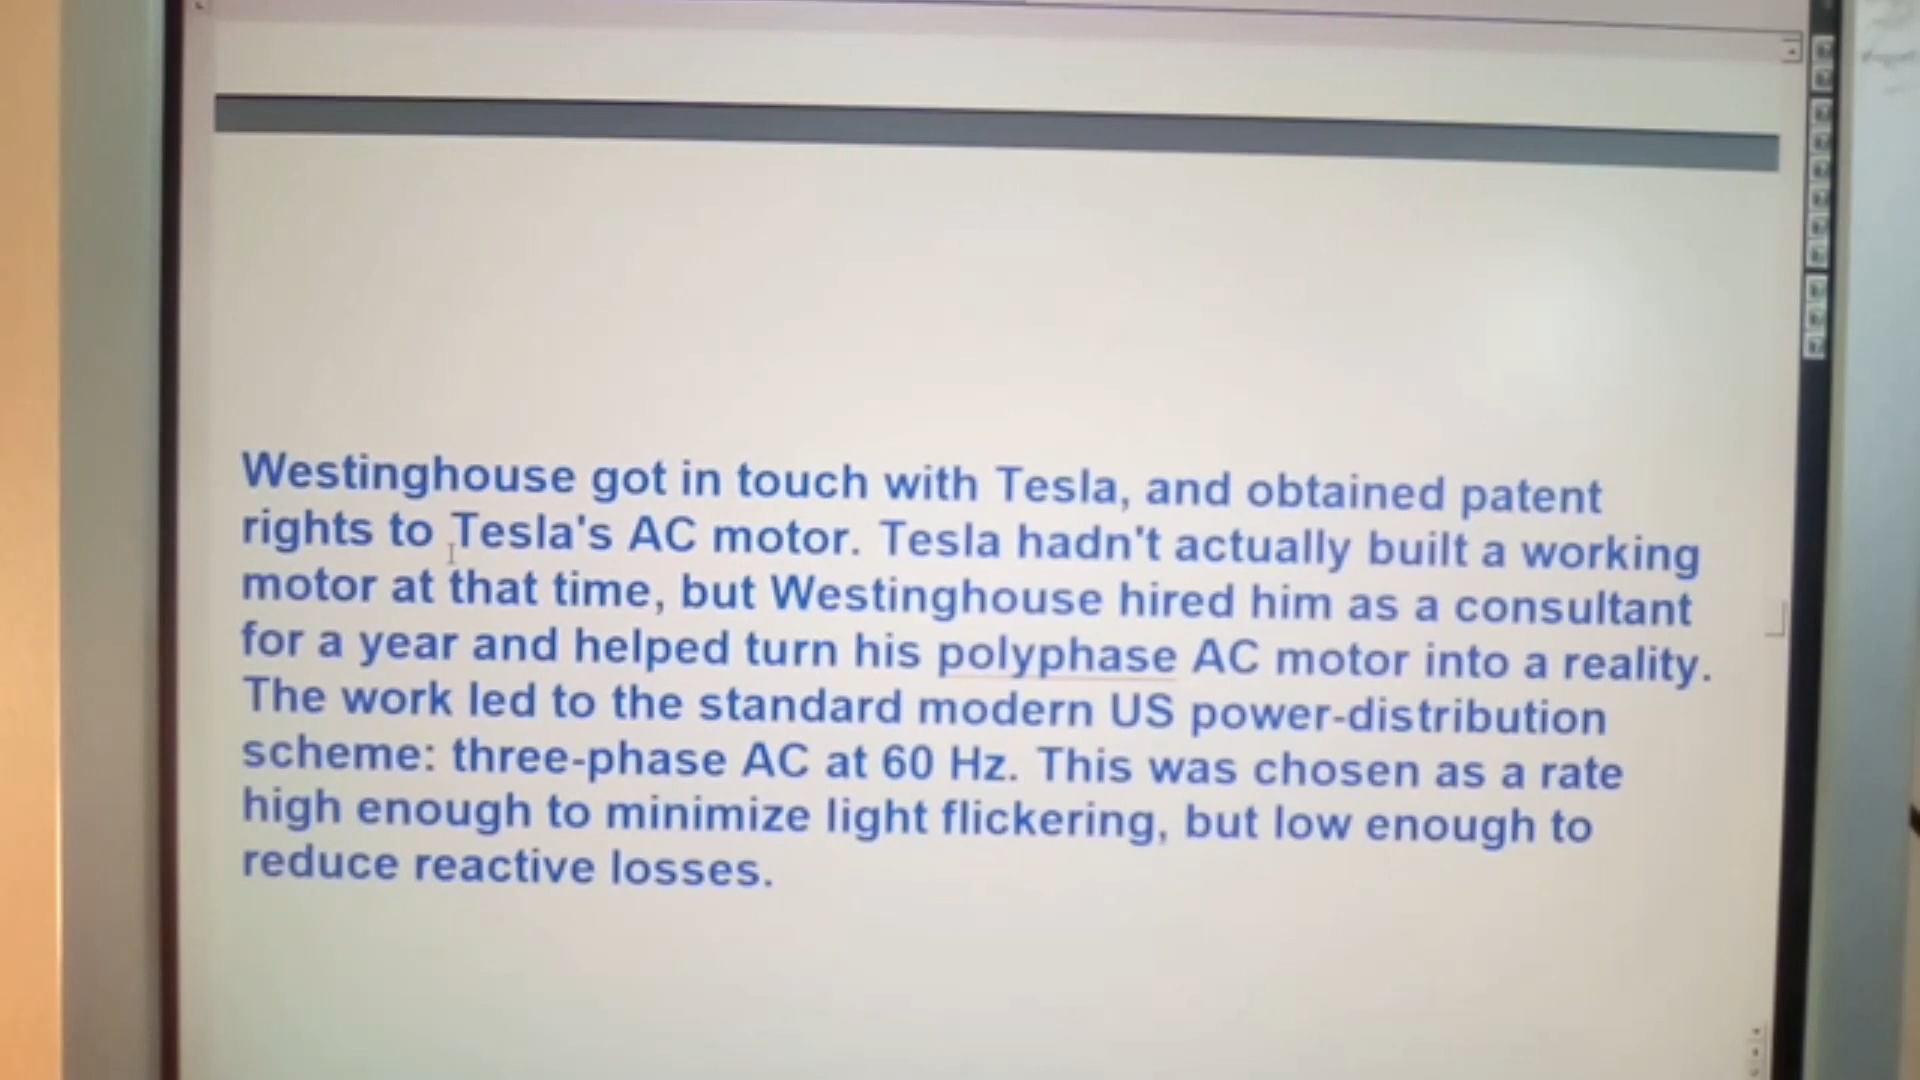 Westinghouse got in touch with Tesla, and obtained patent
rights to Tesla's AC motor. Tesla hadn't actually built a working
motor at that time, but Westinghouse hired him as a consultant
for a year and helped turn his polyphase AC motor into a reality.
The work led to the standard modern US power-distribution
scheme: three-phase AC at 60 Hz. This was chosen as a rate
high enough to minimize light flickering, but low enough to
reduce reactive losses.